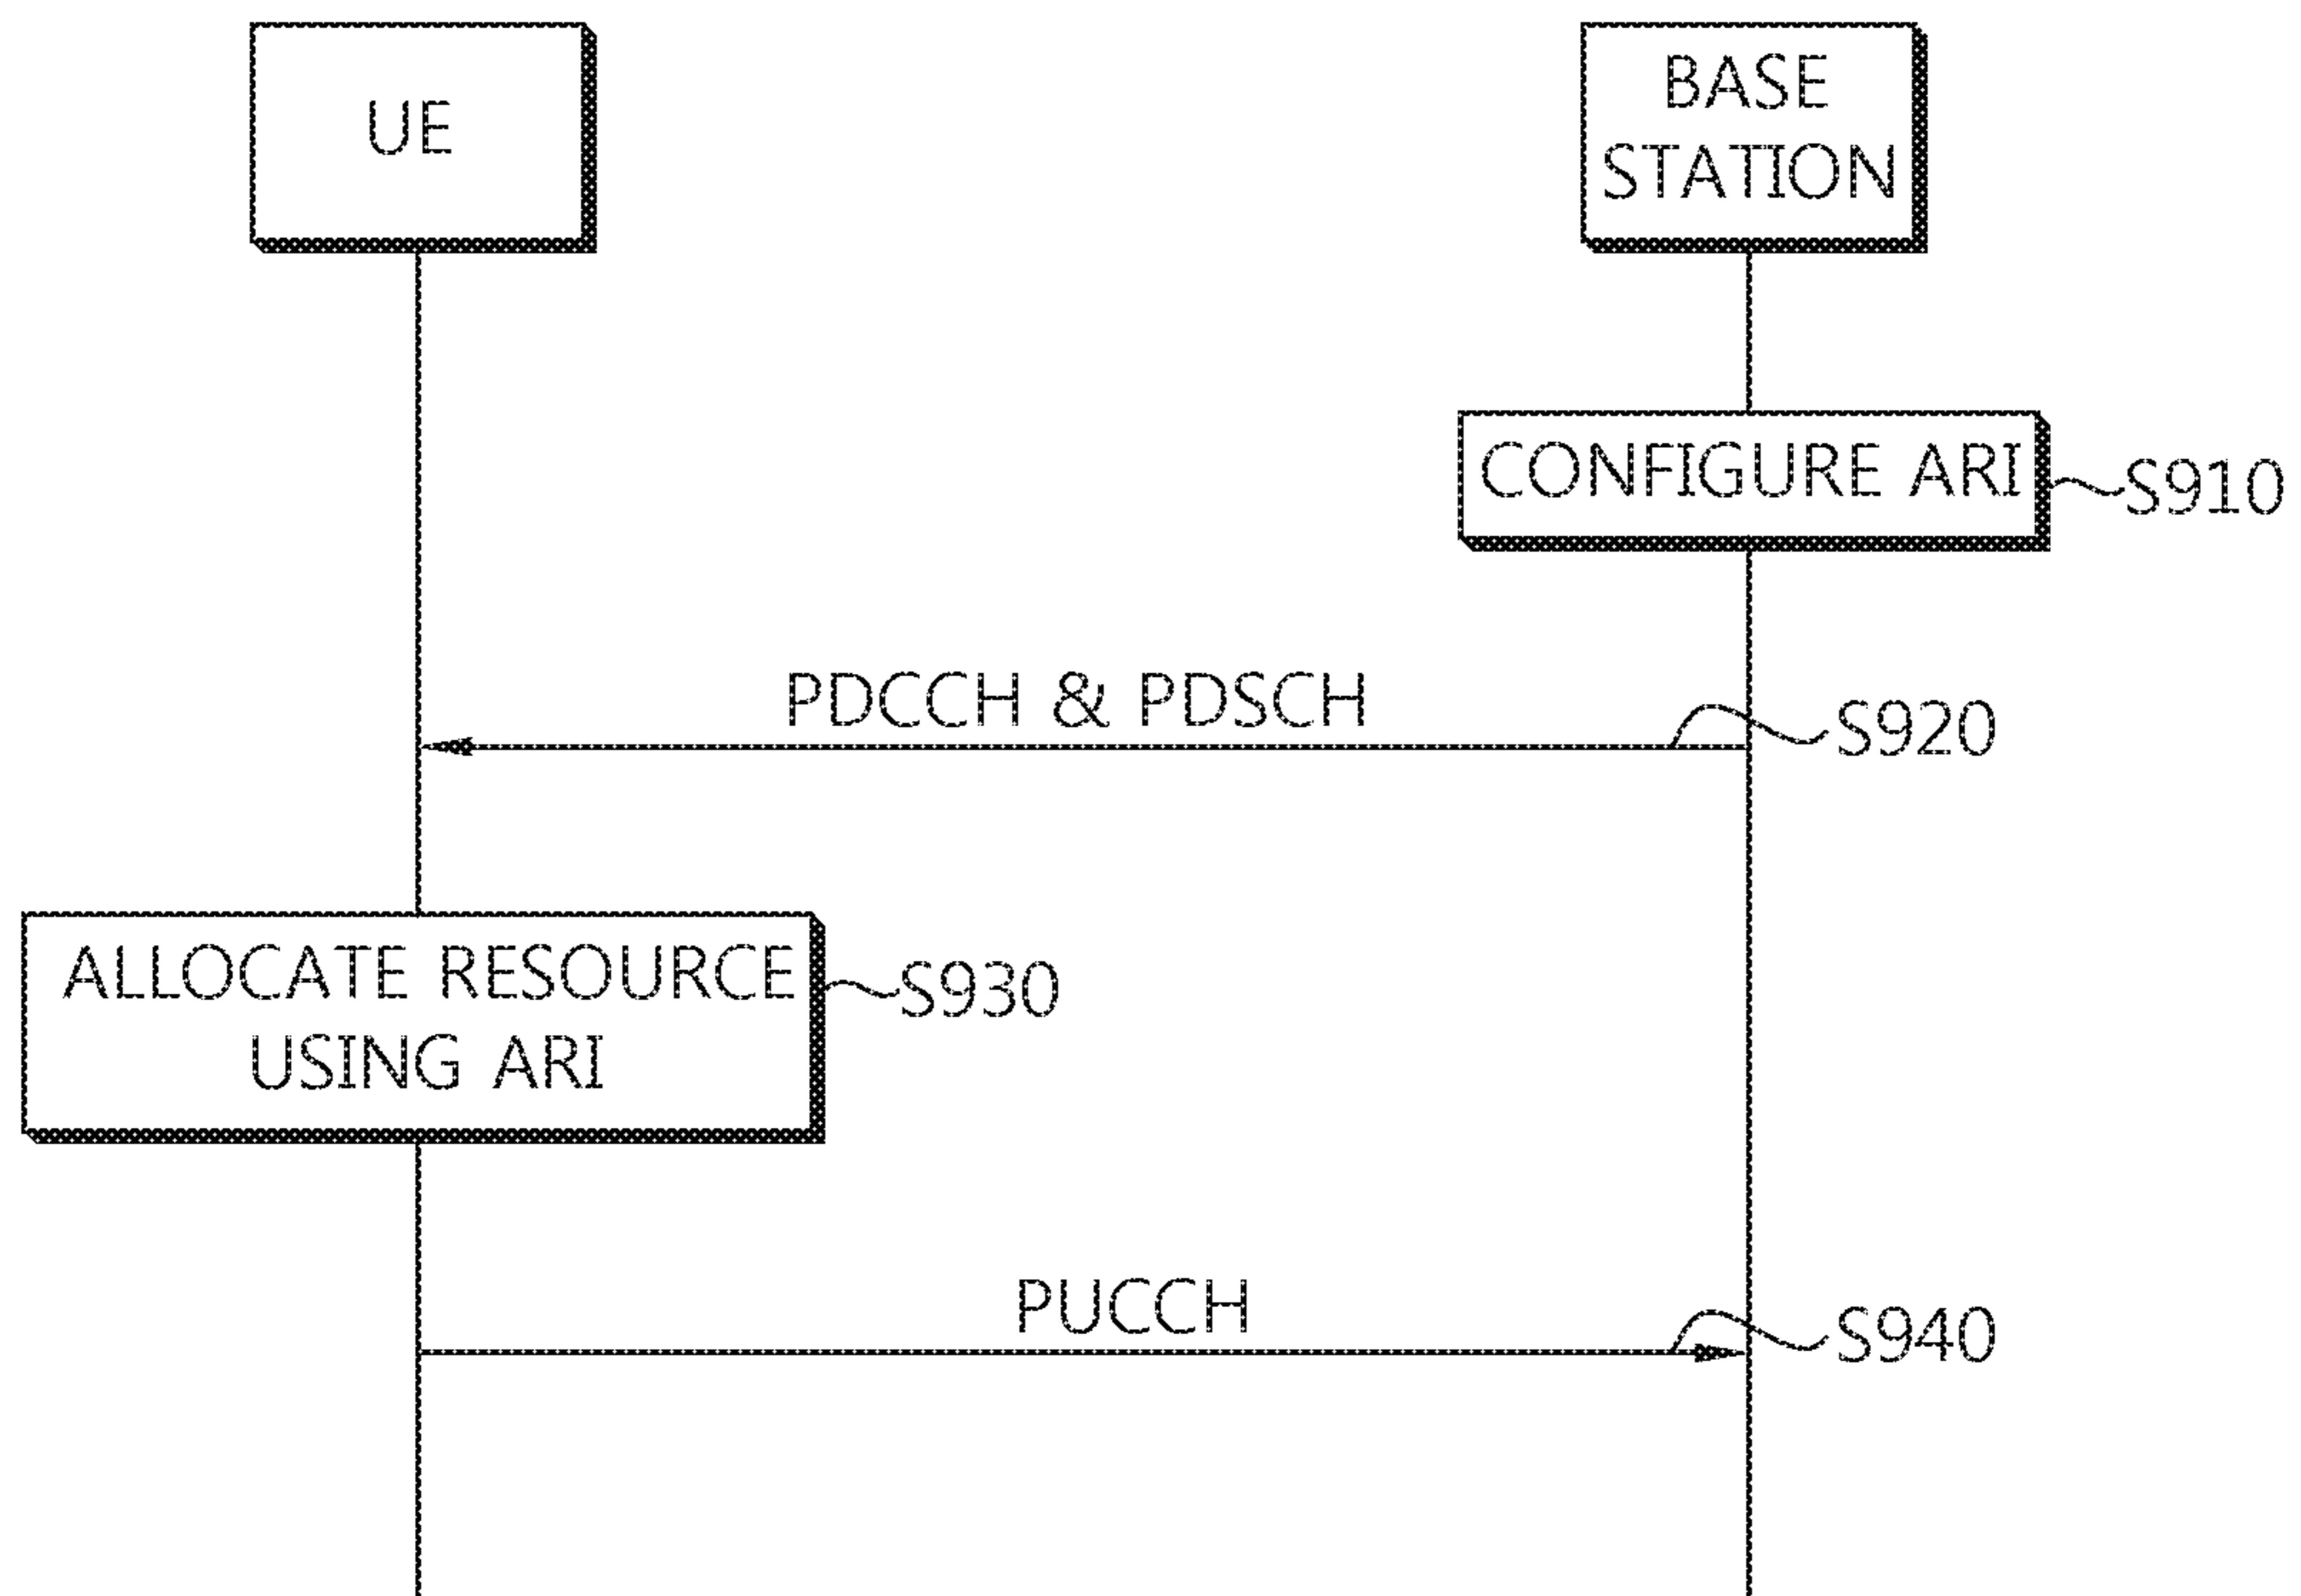 UE
BASE
STATION
CONFIGURE ARI
S910
PDCCH & PDSCH
S920
ALLOCATE RESOURCE
USING ARI
S930
PUCCH
S940